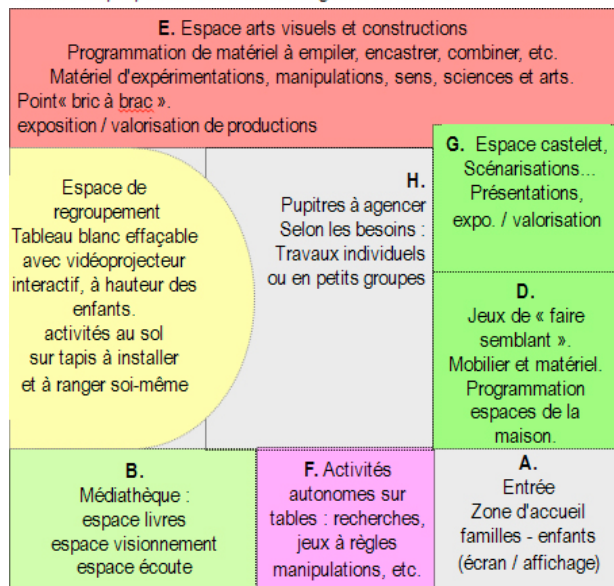 E. Espace arts visuels et constructions
Programmation de matériel à empiler, encastrer, combiner, etc.
Matériel d'expérimentations, manipulations, sens, sciences et arts.
Point« bric à brac ».
exposition / valorisation de productions
G. Espace castelet,
Scénarisations...
Présentations,
expo. / valorisation
Espace de
regroupement
Tableau blanc effaçable
avec vidéoprojecteur
interactif, à hauteur des
enfants.
activités au sol
sur tapis à installer
et à ranger soi-même
H.
Pupitres à agencer
Selon les besoins :
Travaux individuels
ou en petits groupes
D.
Jeux de « faire
semblant ».
Mobilier et matériel.
Programmation
espaces de la
maison.
B.
Médiathèque :
espace livres
espace visionnement
espace écoute
F. Activités
autonomes sur
tables : recherches,
jeux à règles
manipulations, etc.
A.
Entrée
Zone d'accueil
familles - enfants
(écran / affichage)